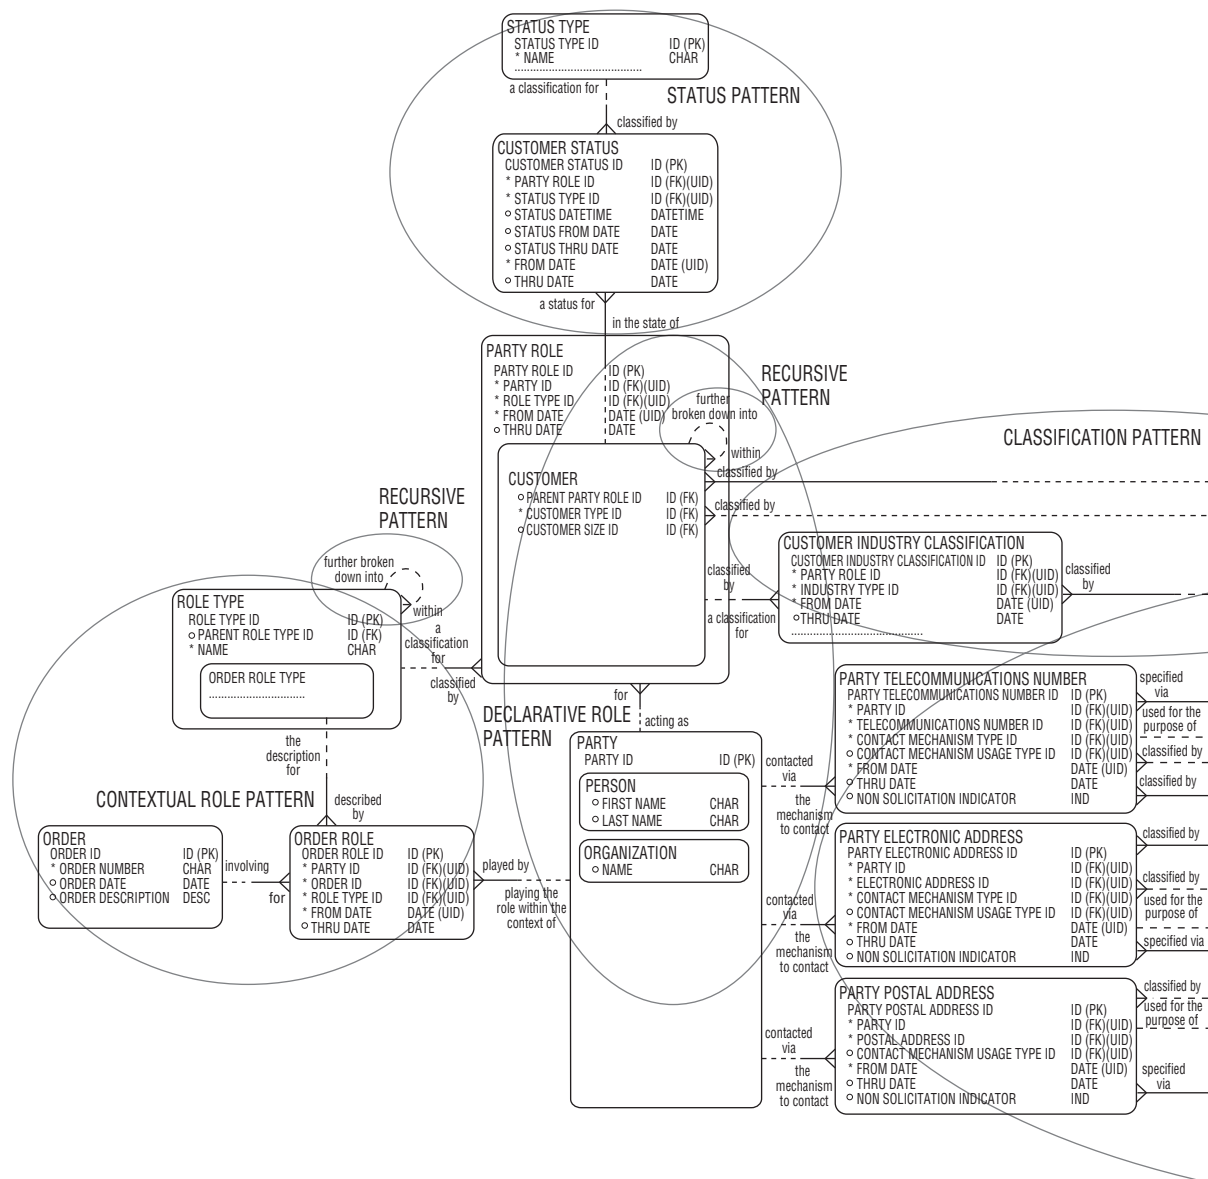 STATUS TYPE
STATUS TYPE ID ID (PK)
* NAME CHAR
a classification for
STATUS PATTERN
classified by
CUSTOMER STATUS
CUSTOMER STATUS ID ID (PK)
* PARTY ROLE ID ID (FK)(UID)
* STATUS TYPE ID ID (FK)(UID)
○ STATUS DATETIME DATETIME
○ STATUS FROM DATE DATE
○ STATUS THRU DATE DATE
* FROM DATE DATE (UID)
○ THRU DATE DATE
a status for
in the state of
PARTY ROLE
PARTY ROLE ID ID (PK)
* PARTY ID ID (FK)(UID)
* ROLE TYPE ID ID (FK)(UID)
* FROM DATE DATE (UID)
○ THRU DATE DATE
RECURSIVE
PATTERN
further
broken down into
within
classified by
classified by
CLASSIFICATION PATTERN
CUSTOMER
○ PARENT PARTY ROLE ID ID (FK)
* CUSTOMER TYPE ID ID (FK)
○ CUSTOMER SIZE ID ID (FK)
classified
by
a classification
for
CUSTOMER INDUSTRY CLASSIFICATION
CUSTOMER INDUSTRY CLASSIFICATION ID ID (PK)
* PARTY ROLE ID ID (FK)(UID)
* INDUSTRY TYPE ID ID (FK)(UID)
* FROM DATE DATE (UID)
○ THRU DATE DATE
classified
by
RECURSIVE
PATTERN
further broken
down into
within
ROLE TYPE
ROLE TYPE ID ID (PK)
○ PARENT ROLE TYPE ID ID (FK)
* NAME CHAR
ORDER ROLE TYPE
a
classification
for
classified
by
the
description
for
described
by
CONTEXTUAL ROLE PATTERN
DECLARATIVE ROLE
PATTERN
for
acting as
ORDER
ORDER ID ID (PK)
* ORDER NUMBER CHAR
○ ORDER DATE DATE
○ ORDER DESCRIPTION DESC
involving
for
ORDER ROLE
ORDER ROLE ID ID (PK)
* PARTY ID ID (FK)(UID)
* ORDER ID ID (FK)(UID)
* ROLE TYPE ID ID (FK)(UID)
* FROM DATE DATE (UID)
○ THRU DATE DATE
played by
playing the
role within the
context of
PARTY
PARTY ID ID (PK)
PERSON
○ FIRST NAME CHAR
○ LAST NAME CHAR
ORGANIZATION
○ NAME CHAR
contacted
via
the
mechanism
to contact
PARTY TELECOMMUNICATIONS NUMBER
PARTY TELECOMMUNICATIONS NUMBER ID ID (PK)
* PARTY ID ID (FK)(UID)
* TELECOMMUNICATIONS NUMBER ID ID (FK)(UID)
* CONTACT MECHANISM TYPE ID ID (FK)(UID)
○ CONTACT MECHANISM USAGE TYPE ID ID (FK)(UID)
* FROM DATE DATE (UID)
○ THRU DATE DATE
○ NON SOLICITATION INDICATOR IND
specified
via
used for the
purpose of
classified by
classified by
contacted
via
the
mechanism
to contact
PARTY ELECTRONIC ADDRESS
PARTY ELECTRONIC ADDRESS ID ID (PK)
* PARTY ID ID (FK)(UID)
* ELECTRONIC ADDRESS ID ID (FK)(UID)
* CONTACT MECHANISM TYPE ID ID (FK)(UID)
○ CONTACT MECHANISM USAGE TYPE ID ID (FK)(UID)
* FROM DATE DATE (UID)
○ THRU DATE DATE
○ NON SOLICITATION INDICATOR IND
classified by
classified by
used for the
purpose of
specified via
contacted
via
the
mechanism
to contact
PARTY POSTAL ADDRESS
PARTY POSTAL ADDRESS ID ID (PK)
* PARTY ID ID (FK)(UID)
* POSTAL ADDRESS ID ID (FK)(UID)
○ CONTACT MECHANISM USAGE TYPE ID ID (FK)(UID)
* FROM DATE DATE (UID)
○ THRU DATE DATE
○ NON SOLICITATION INDICATOR IND
classified by
used for the
purpose of
specified
via